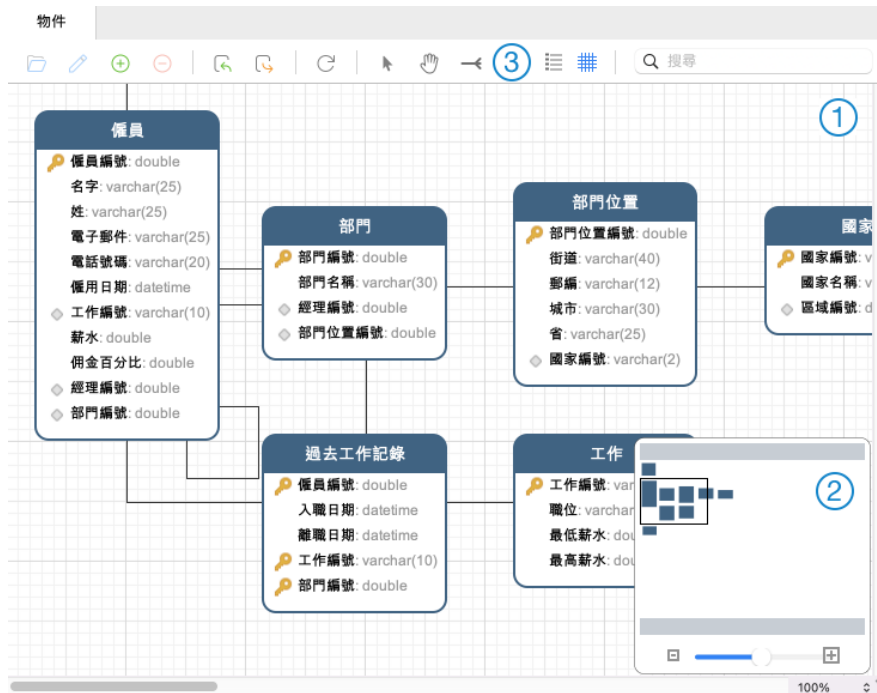 物件
③
搜尋
①
僱員
僱員編號: double
名字: varchar(25)
姓: varchar(25)
電子郵件: varchar(25)
電話號碼: varchar(20)
僱用日期: datetime
工作編號: varchar(10)
薪水: double
佣金百分比: double
經理編號: double
部門編號: double
部門
部門編號: double
部門名稱: varchar(30)
經理編號: double
部門位置編號: double
部門位置
部門位置編號: double
街道: varchar(40)
郵編: varchar(12)
城市: varchar(30)
省: varchar(25)
國家編號: varchar(2)
國家
國家編號: v
國家名稱: v
區域編號: d
過去工作記錄
僱員編號: double
入職日期: datetime
離職日期: datetime
工作編號: varchar(10)
部門編號: double
工作
工作編號: var
職位: varchar
最低薪水: dou
最高薪水: dou
②
100%